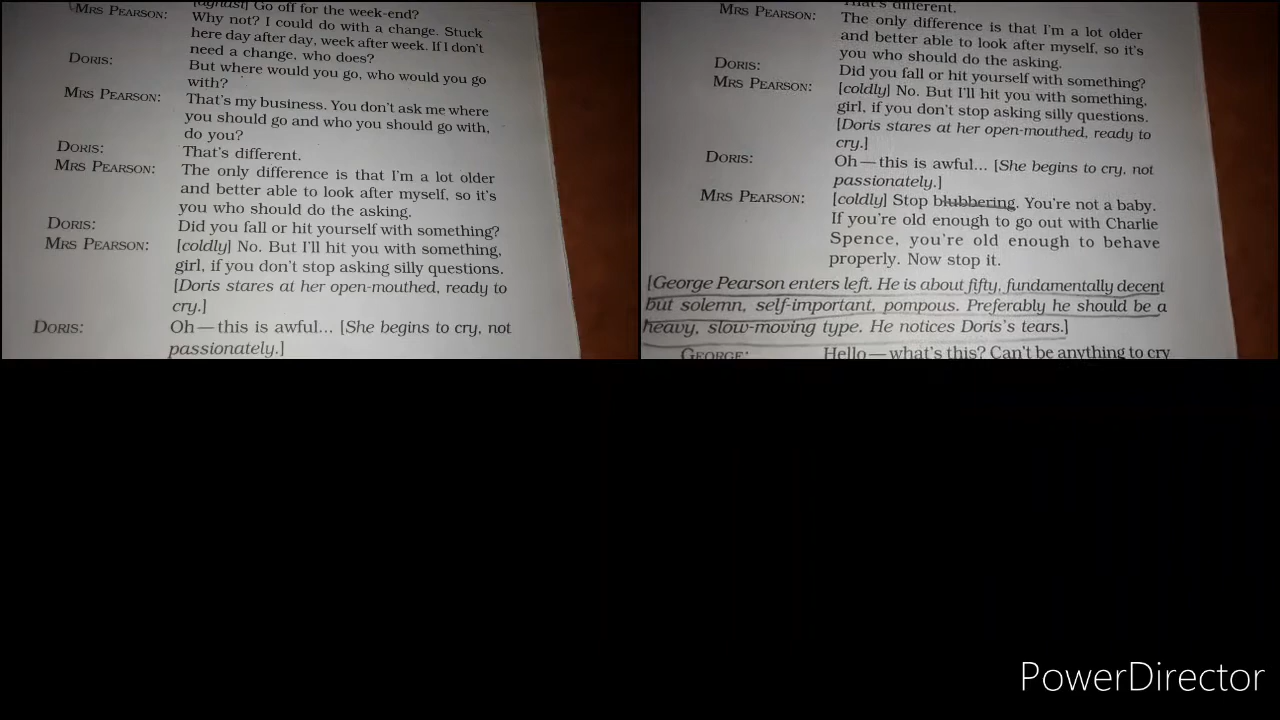 [aghast] Go off for the week-end?
MRS PEARSON: Why not? I could do with a change. Stuck
here day after day, week after week. If I don't
need a change, who does?
DORIS: But where would you go, who would you go
with?
MRS PEARSON: That's my business. You don't ask me where
you should go and who you should go with,
do you?
DORIS: That's different.
MRS PEARSON: The only difference is that I'm a lot older
and better able to look after myself, so it's
you who should do the asking.
DORIS: Did you fall or hit yourself with something?
MRS PEARSON: [coldly] No. But I'll hit you with something,
girl, if you don't stop asking silly questions.
[Doris stares at her open-mouthed, ready to
cry.]
DORIS: Oh—this is awful... [She begins to cry, not
passionately.]
That's different.
MRS PEARSON: The only difference is that I'm a lot older
and better able to look after myself, so it's
you who should do the asking.
DORIS: Did you fall or hit yourself with something?
MRS PEARSON: [coldly] No. But I'll hit you with something,
girl, if you don't stop asking silly questions.
[Doris stares at her open-mouthed, ready to
cry.]
DORIS: Oh—this is awful... [She begins to cry, not
passionately.]
MRS PEARSON: [coldly] Stop blubbering. You're not a baby.
If you're old enough to go out with Charlie
Spence, you're old enough to behave
properly. Now stop it.
[George Pearson enters left. He is about fifty, fundamentally decent
but solemn, self-important, pompous. Preferably he should be a
heavy, slow-moving type. He notices Doris's tears.]
GEORGE: Hello—what's this? Can't be anything to cry
PowerDirector